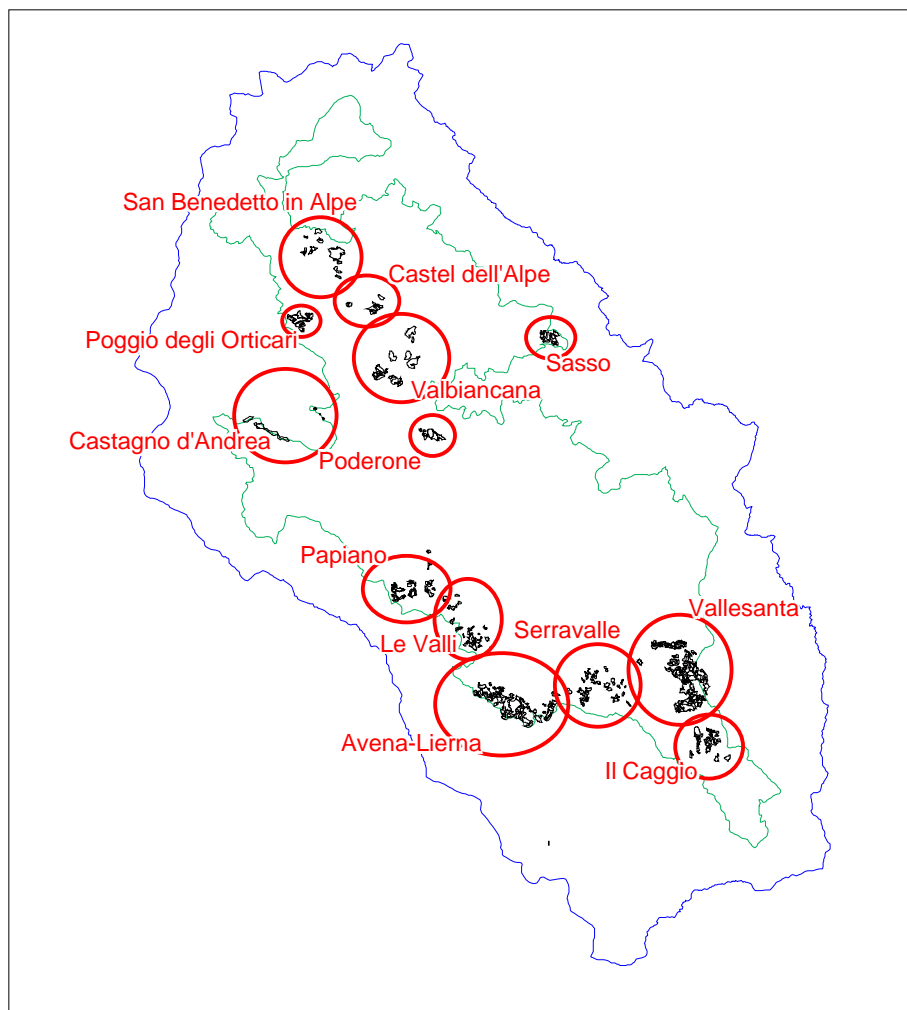 San Benedetto in Alpe
Castel dell'Alpe
Poggio degli Orticari
Sasso
Valbiancana
Castagno d'Andrea
Poderone
Papiano
Vallesanta
Serravalle
Le Valli
Avena-Lierna
Il Caggio